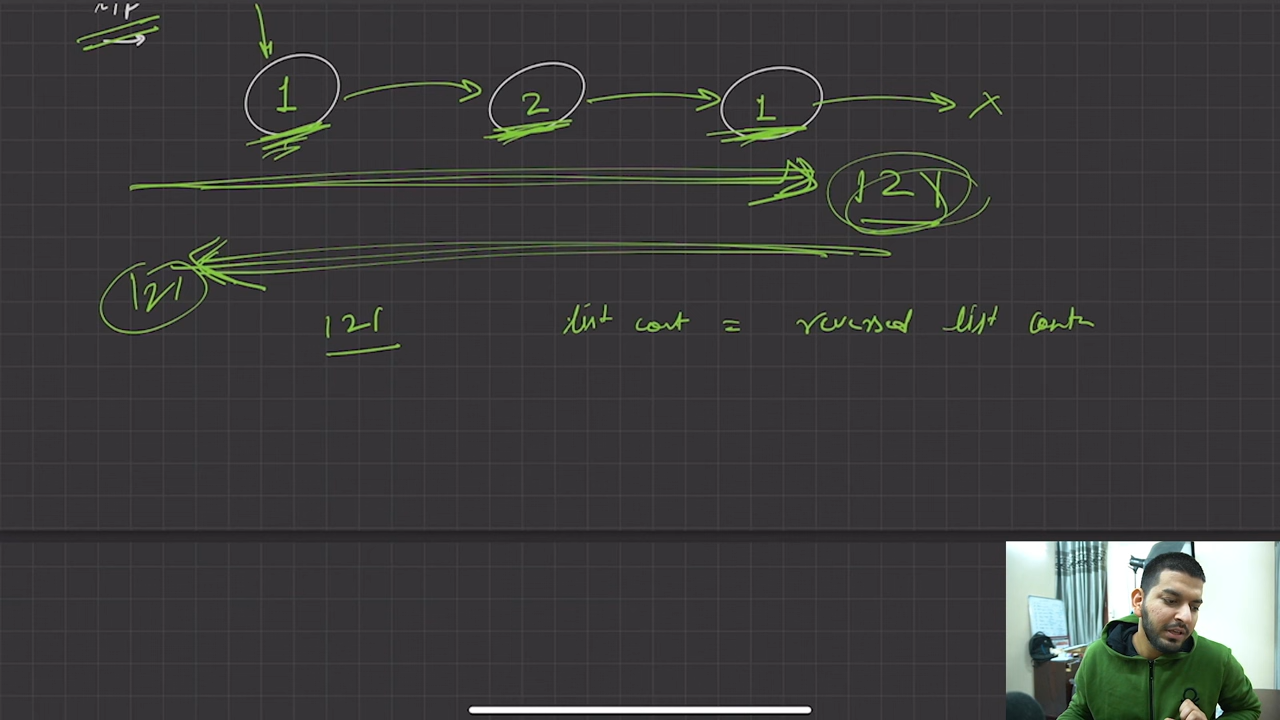 1 2 1 x
121
121
121 list cont = reversed list conte